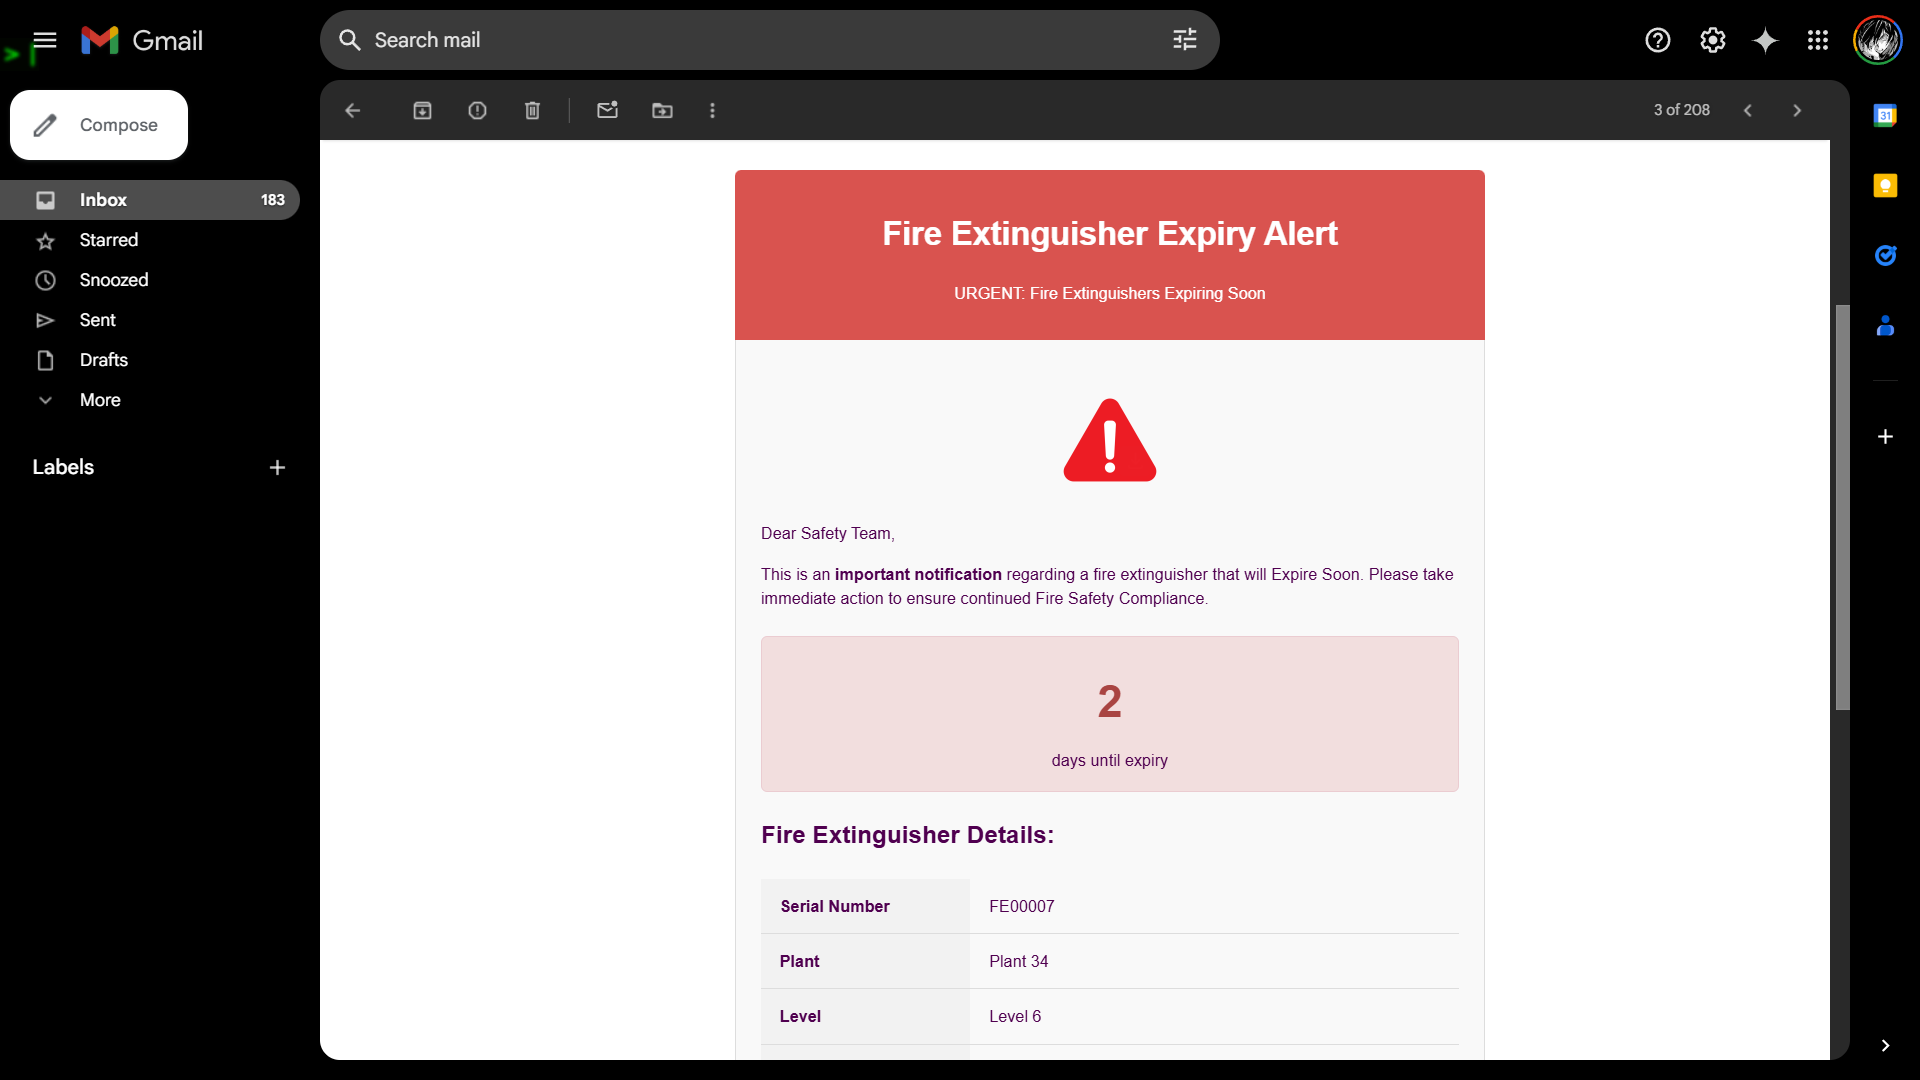 Gmail
Search mail
Compose
Inbox 183
Starred
Snoozed
Sent
Drafts
More
Labels
3 of 208
31
Fire Extinguisher Expiry Alert
URGENT: Fire Extinguishers Expiring Soon
Dear Safety Team,
This is an important notification regarding a fire extinguisher that will Expire Soon. Please take
immediate action to ensure continued Fire Safety Compliance.
2
days until expiry
Fire Extinguisher Details:
Serial Number FE00007
Plant Plant 34
Level Level 6